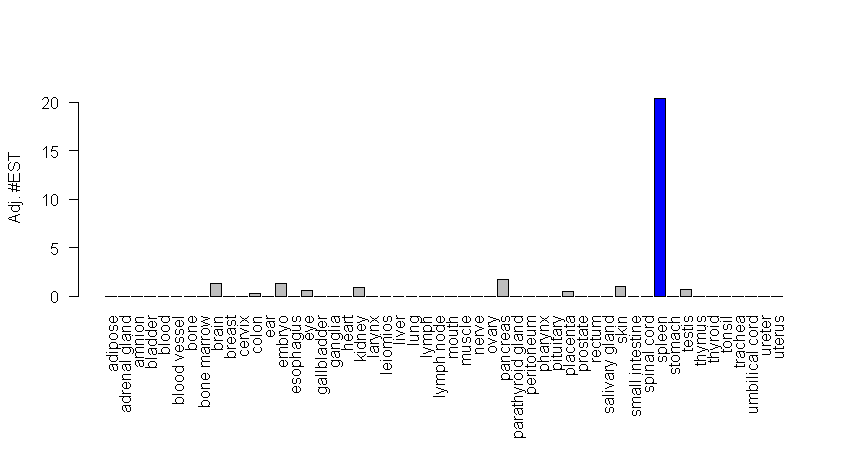 Adj. #EST
20
15
10
5
0
adipose
adrenal gland
amnion
bladder
blood
blood vessel
bone
bone marrow
brain
breast
cervix
colon
ear
embryo
esophagus
eye
gallbladder
ganglia
heart
kidney
larynx
leiomios
liver
lung
lymph
lymph node
mouth
muscle
nerve
ovary
pancreas
parathyroid gland
peritoneum
pharynx
pituitary
placenta
prostate
rectum
salivary gland
skin
small intestine
spinal cord
spleen
stomach
testis
thymus
thyroid
tonsil
trachea
umbilical cord
ureter
uterus